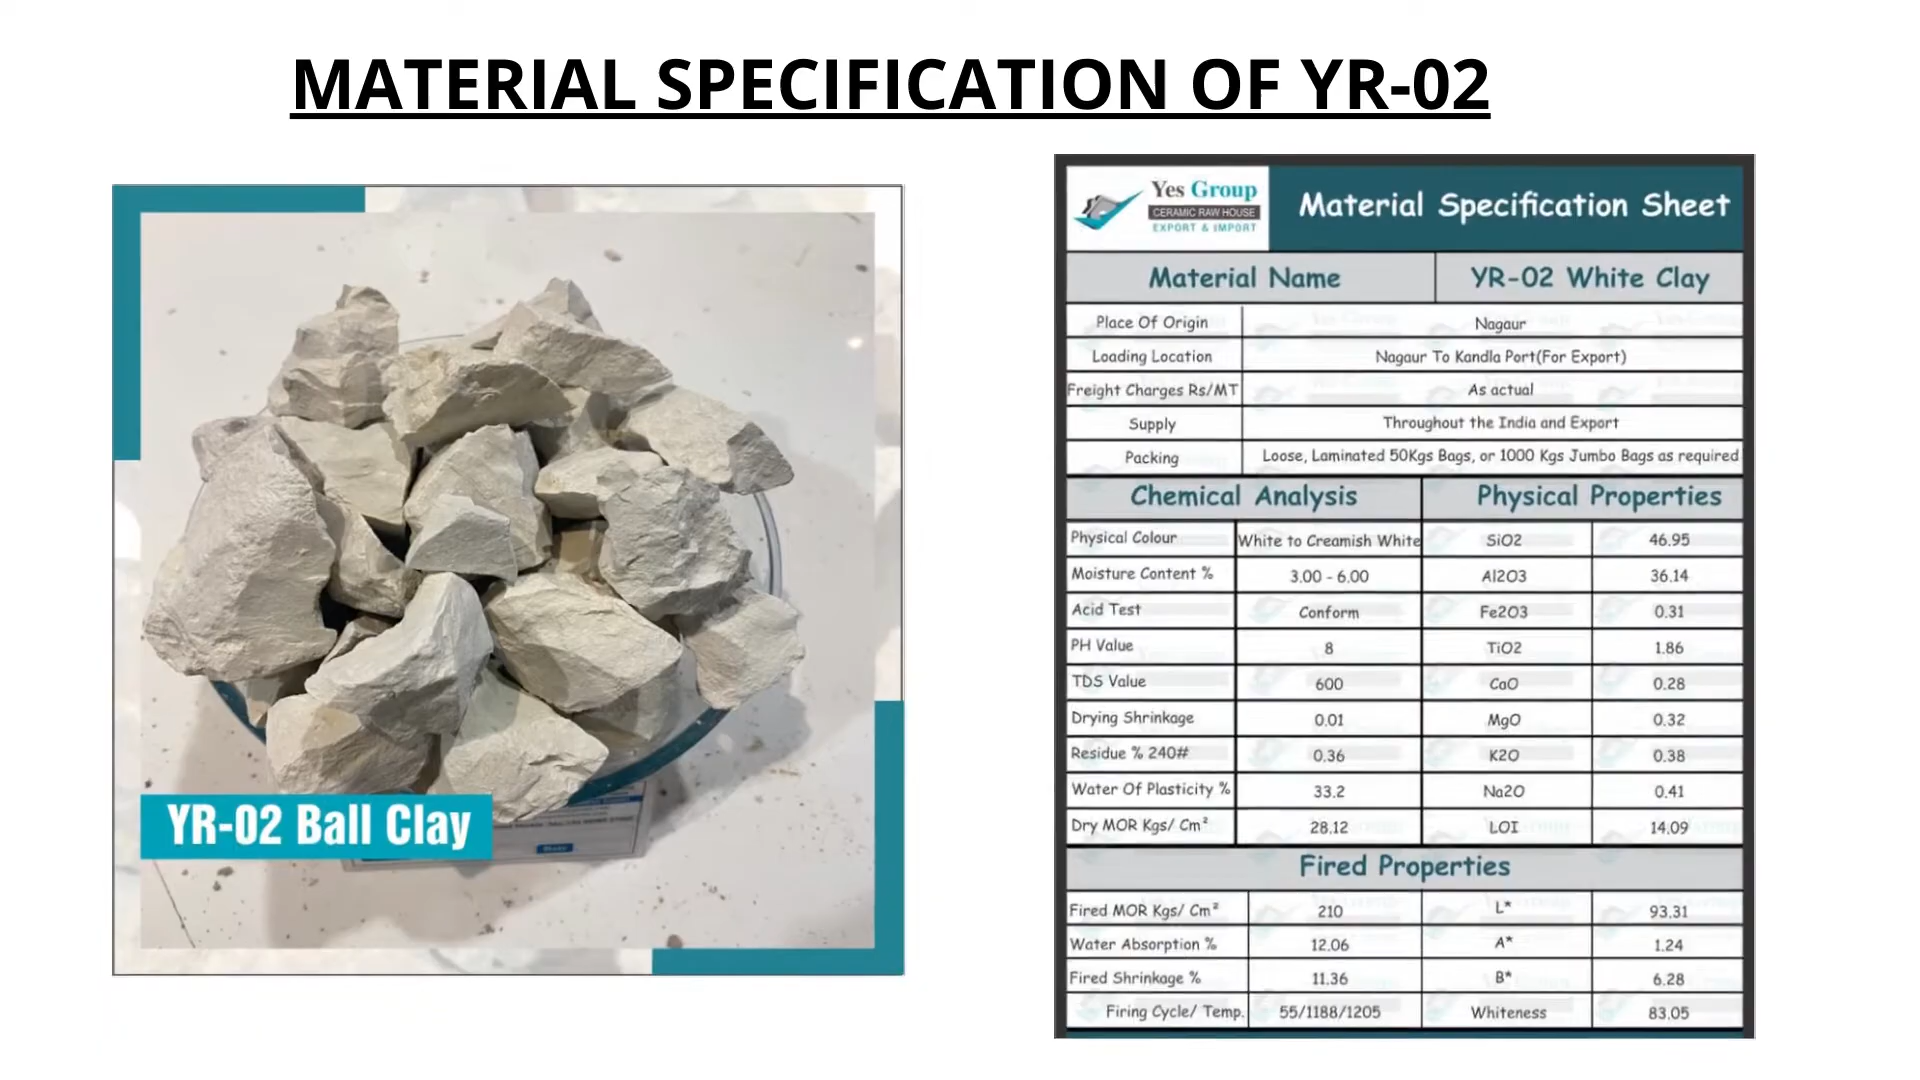 MATERIAL SPECIFICATION OF YR-02
YR-02 Ball Clay
Yes Group
CERAMIC RAW HOUSE
EXPORT & IMPORT
Material Specification Sheet
Material Name YR-02 White Clay
Place Of Origin Nagaur
Loading Location Nagaur To Kandla Port(For Export)
Freight Charges Rs/MT As actual
Supply Throughout the India and Export
Packing Loose, Laminated 50Kgs Bags, or 1000 Kgs Jumbo Bags as required
Chemical Analysis Physical Properties
Physical Colour White to Creamish White SiO2 46.95
Moisture Content % 3.00 - 6.00 Al2O3 36.14
Acid Test Conform Fe2O3 0.31
PH Value 8 TiO2 1.86
TDS Value 600 CaO 0.28
Drying Shrinkage 0.01 MgO 0.32
Residue % 240# 0.36 K2O 0.38
Water Of Plasticity % 33.2 Na2O 0.41
Dry MOR Kgs/ Cm² 28.12 LOI 14.09
Fired Properties
Fired MOR Kgs/ Cm² 210 L* 93.31
Water Absorption % 12.06 A* 1.24
Fired Shrinkage % 11.36 B* 6.28
Firing Cycle/ Temp. 55/1188/1205 Whiteness 83.05